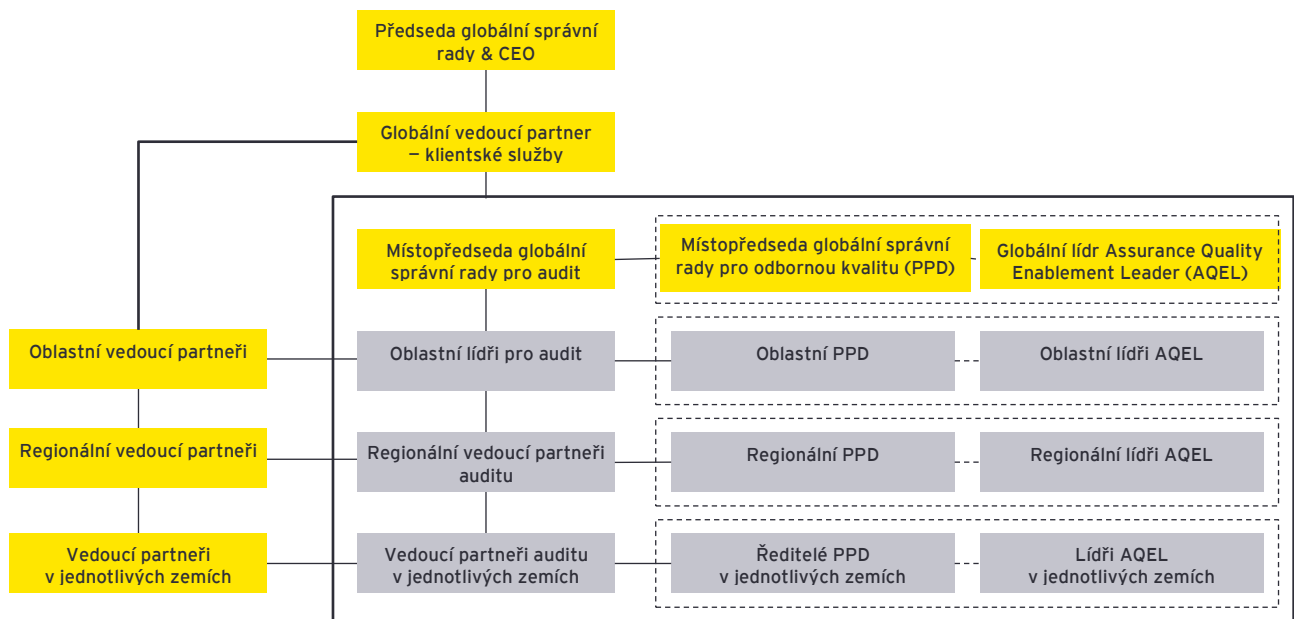 Předseda globální správní
rady & CEO
Globální vedoucí partner
– klientské služby
Místopředseda globální
správní rady pro audit
Místopředseda globální správní
rady pro odbornou kvalitu (PPD)
Globální lídr Assurance Quality
Enablement Leader (AQEL)
Oblastní vedoucí partneři
Oblastní lídři pro audit
Oblastní PPD
Oblastní lídři AQEL
Regionální vedoucí partneři
Regionální vedoucí partneři
auditu
Regionální PPD
Regionální lídři AQEL
Vedoucí partneři
v jednotlivých zemích
Vedoucí partneři auditu
v jednotlivých zemích
Ředitelé PPD
v jednotlivých zemích
Lídři AQEL
v jednotlivých zemích